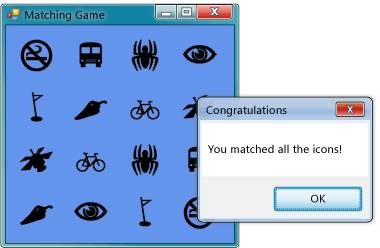 Matching Game
Congratulations
You matched all the icons!
OK